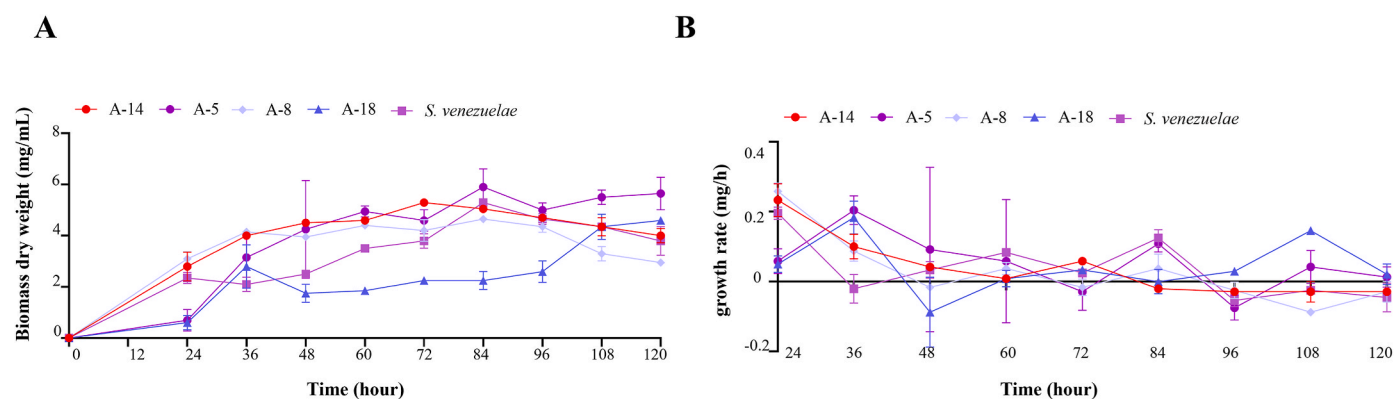 A
B
A-14 A-5 A-8 A-18 S. venezuelae
A-14 A-5 A-8 A-18 S. venezuelae
Biomass dry weight (mg/mL)
8
6
4
2
0
0 12 24 36 48 60 72 84 96 108 120
Time (hour)
growth rate (mg/h)
0.4
0.2
0
-0.2
24 36 48 60 72 84 96 108 120
Time (hour)